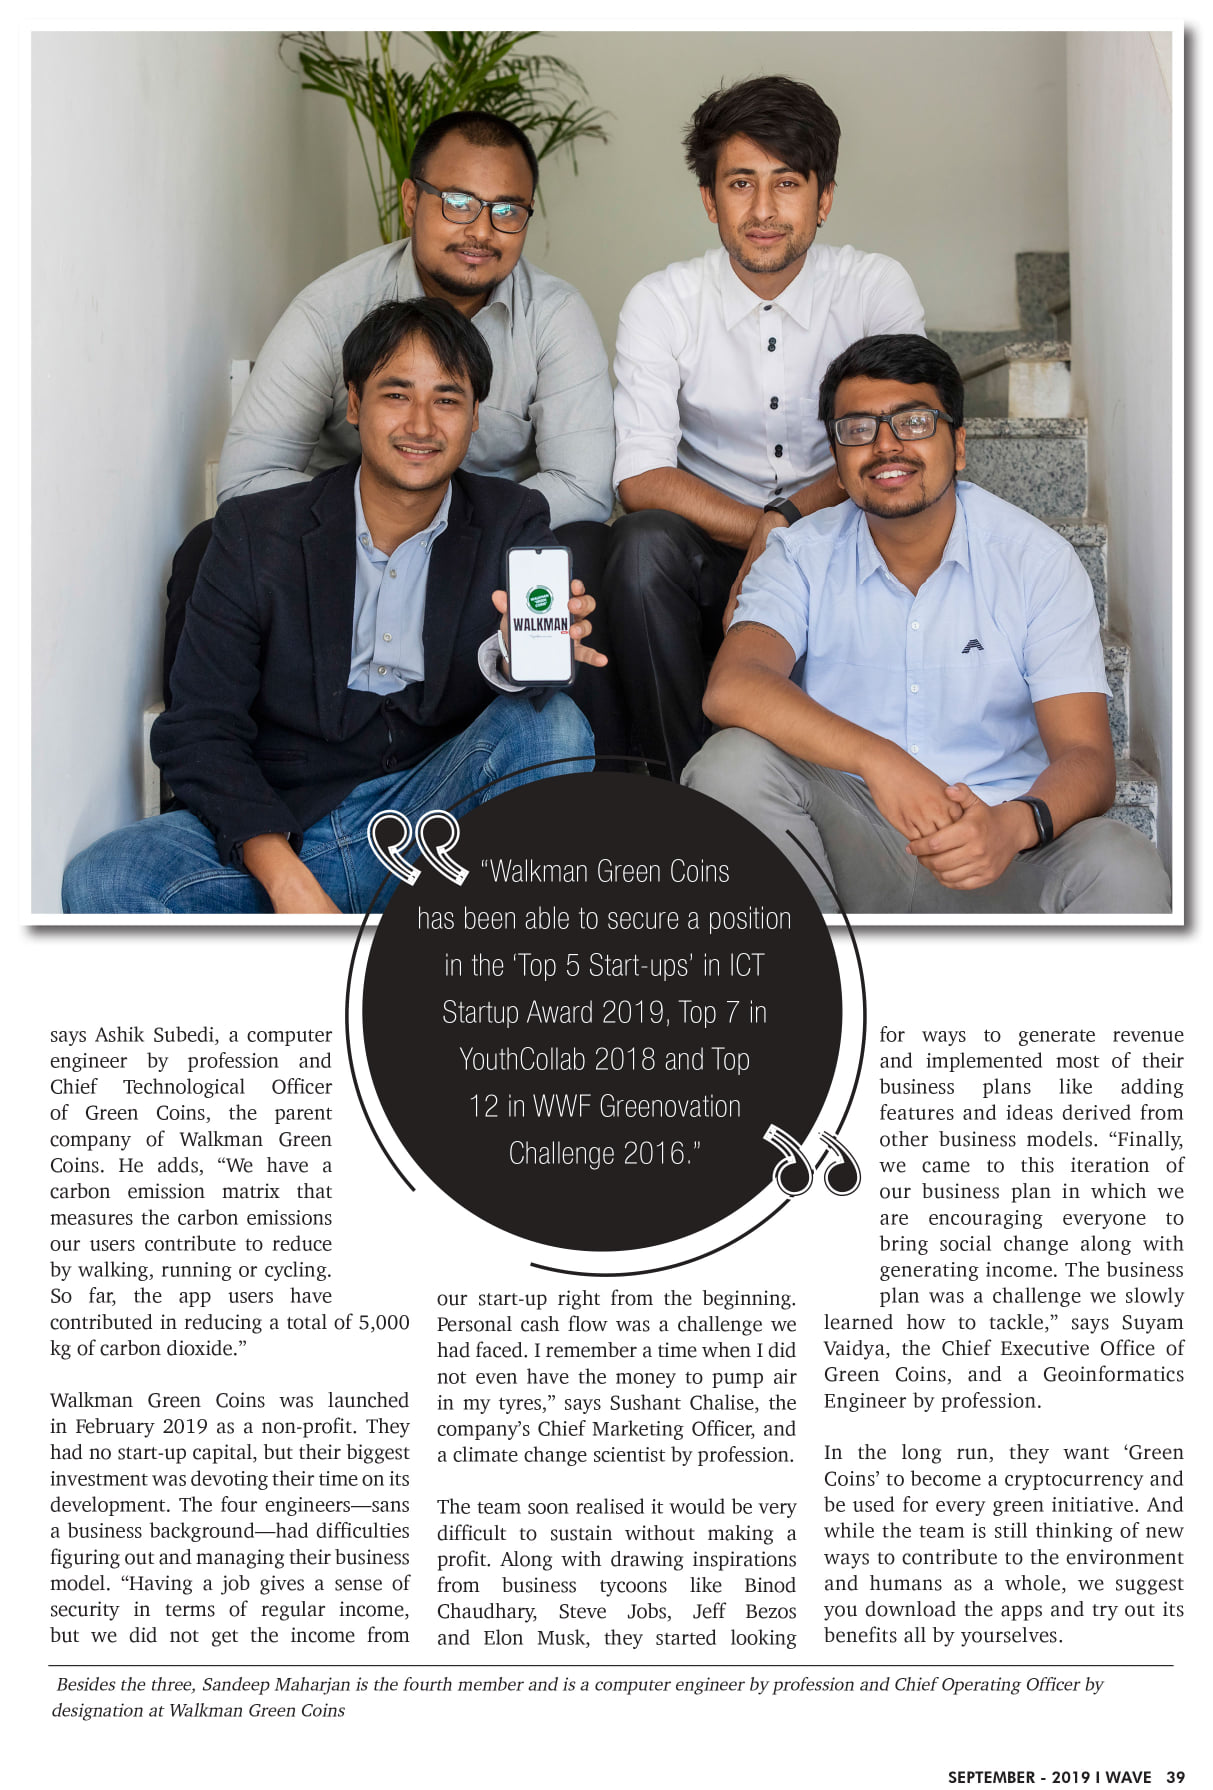 WALKMAN
“Walkman Green Coins
has been able to secure a position
in the ‘Top 5 Start-ups’ in ICT
Startup Award 2019, Top 7 in
YouthCollab 2018 and Top
12 in WWF Greenovation
Challenge 2016.”
says Ashik Subedi, a computer
engineer by profession and
Chief Technological Officer
of Green Coins, the parent
company of Walkman Green
Coins. He adds, “We have a
carbon emission matrix that
measures the carbon emissions
our users contribute to reduce
by walking, running or cycling.
So far, the app users have
contributed in reducing a total of 5,000
kg of carbon dioxide.”
Walkman Green Coins was launched
in February 2019 as a non-profit. They
had no start-up capital, but their biggest
investment was devoting their time on its
development. The four engineers—sans
a business background—had difficulties
figuring out and managing their business
model. “Having a job gives a sense of
security in terms of regular income,
but we did not get the income from
our start-up right from the beginning.
Personal cash flow was a challenge we
had faced. I remember a time when I did
not even have the money to pump air
in my tyres,” says Sushant Chalise, the
company’s Chief Marketing Officer, and
a climate change scientist by profession.
The team soon realised it would be very
difficult to sustain without making a
profit. Along with drawing inspirations
from business tycoons like Binod
Chaudhary, Steve Jobs, Jeff Bezos
and Elon Musk, they started looking
for ways to generate revenue
and implemented most of their
business plans like adding
features and ideas derived from
other business models. “Finally,
we came to this iteration of
our business plan in which we
are encouraging everyone to
bring social change along with
generating income. The business
plan was a challenge we slowly
learned how to tackle,” says Suyam
Vaidya, the Chief Executive Office of
Green Coins, and a Geoinformatics
Engineer by profession.
In the long run, they want ‘Green
Coins’ to become a cryptocurrency and
be used for every green initiative. And
while the team is still thinking of new
ways to contribute to the environment
and humans as a whole, we suggest
you download the apps and try out its
benefits all by yourselves.
Besides the three, Sandeep Maharjan is the fourth member and is a computer engineer by profession and Chief Operating Officer by
designation at Walkman Green Coins
SEPTEMBER - 2019 I WAVE 39